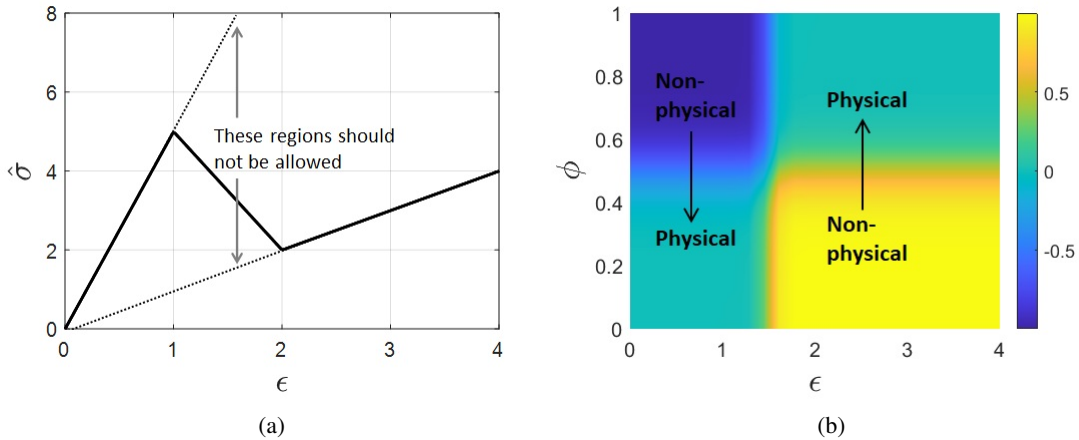 8
6
4
2
0
σ̂
These regions should
not be allowed
0
1
2
3
4
ϵ
(a)
1
0.8
0.6
0.4
0.2
0
ϕ
Non-
physical
Physical
Physical
Non-
physical
0
1
2
3
4
ϵ
0.5
0
-0.5
(b)